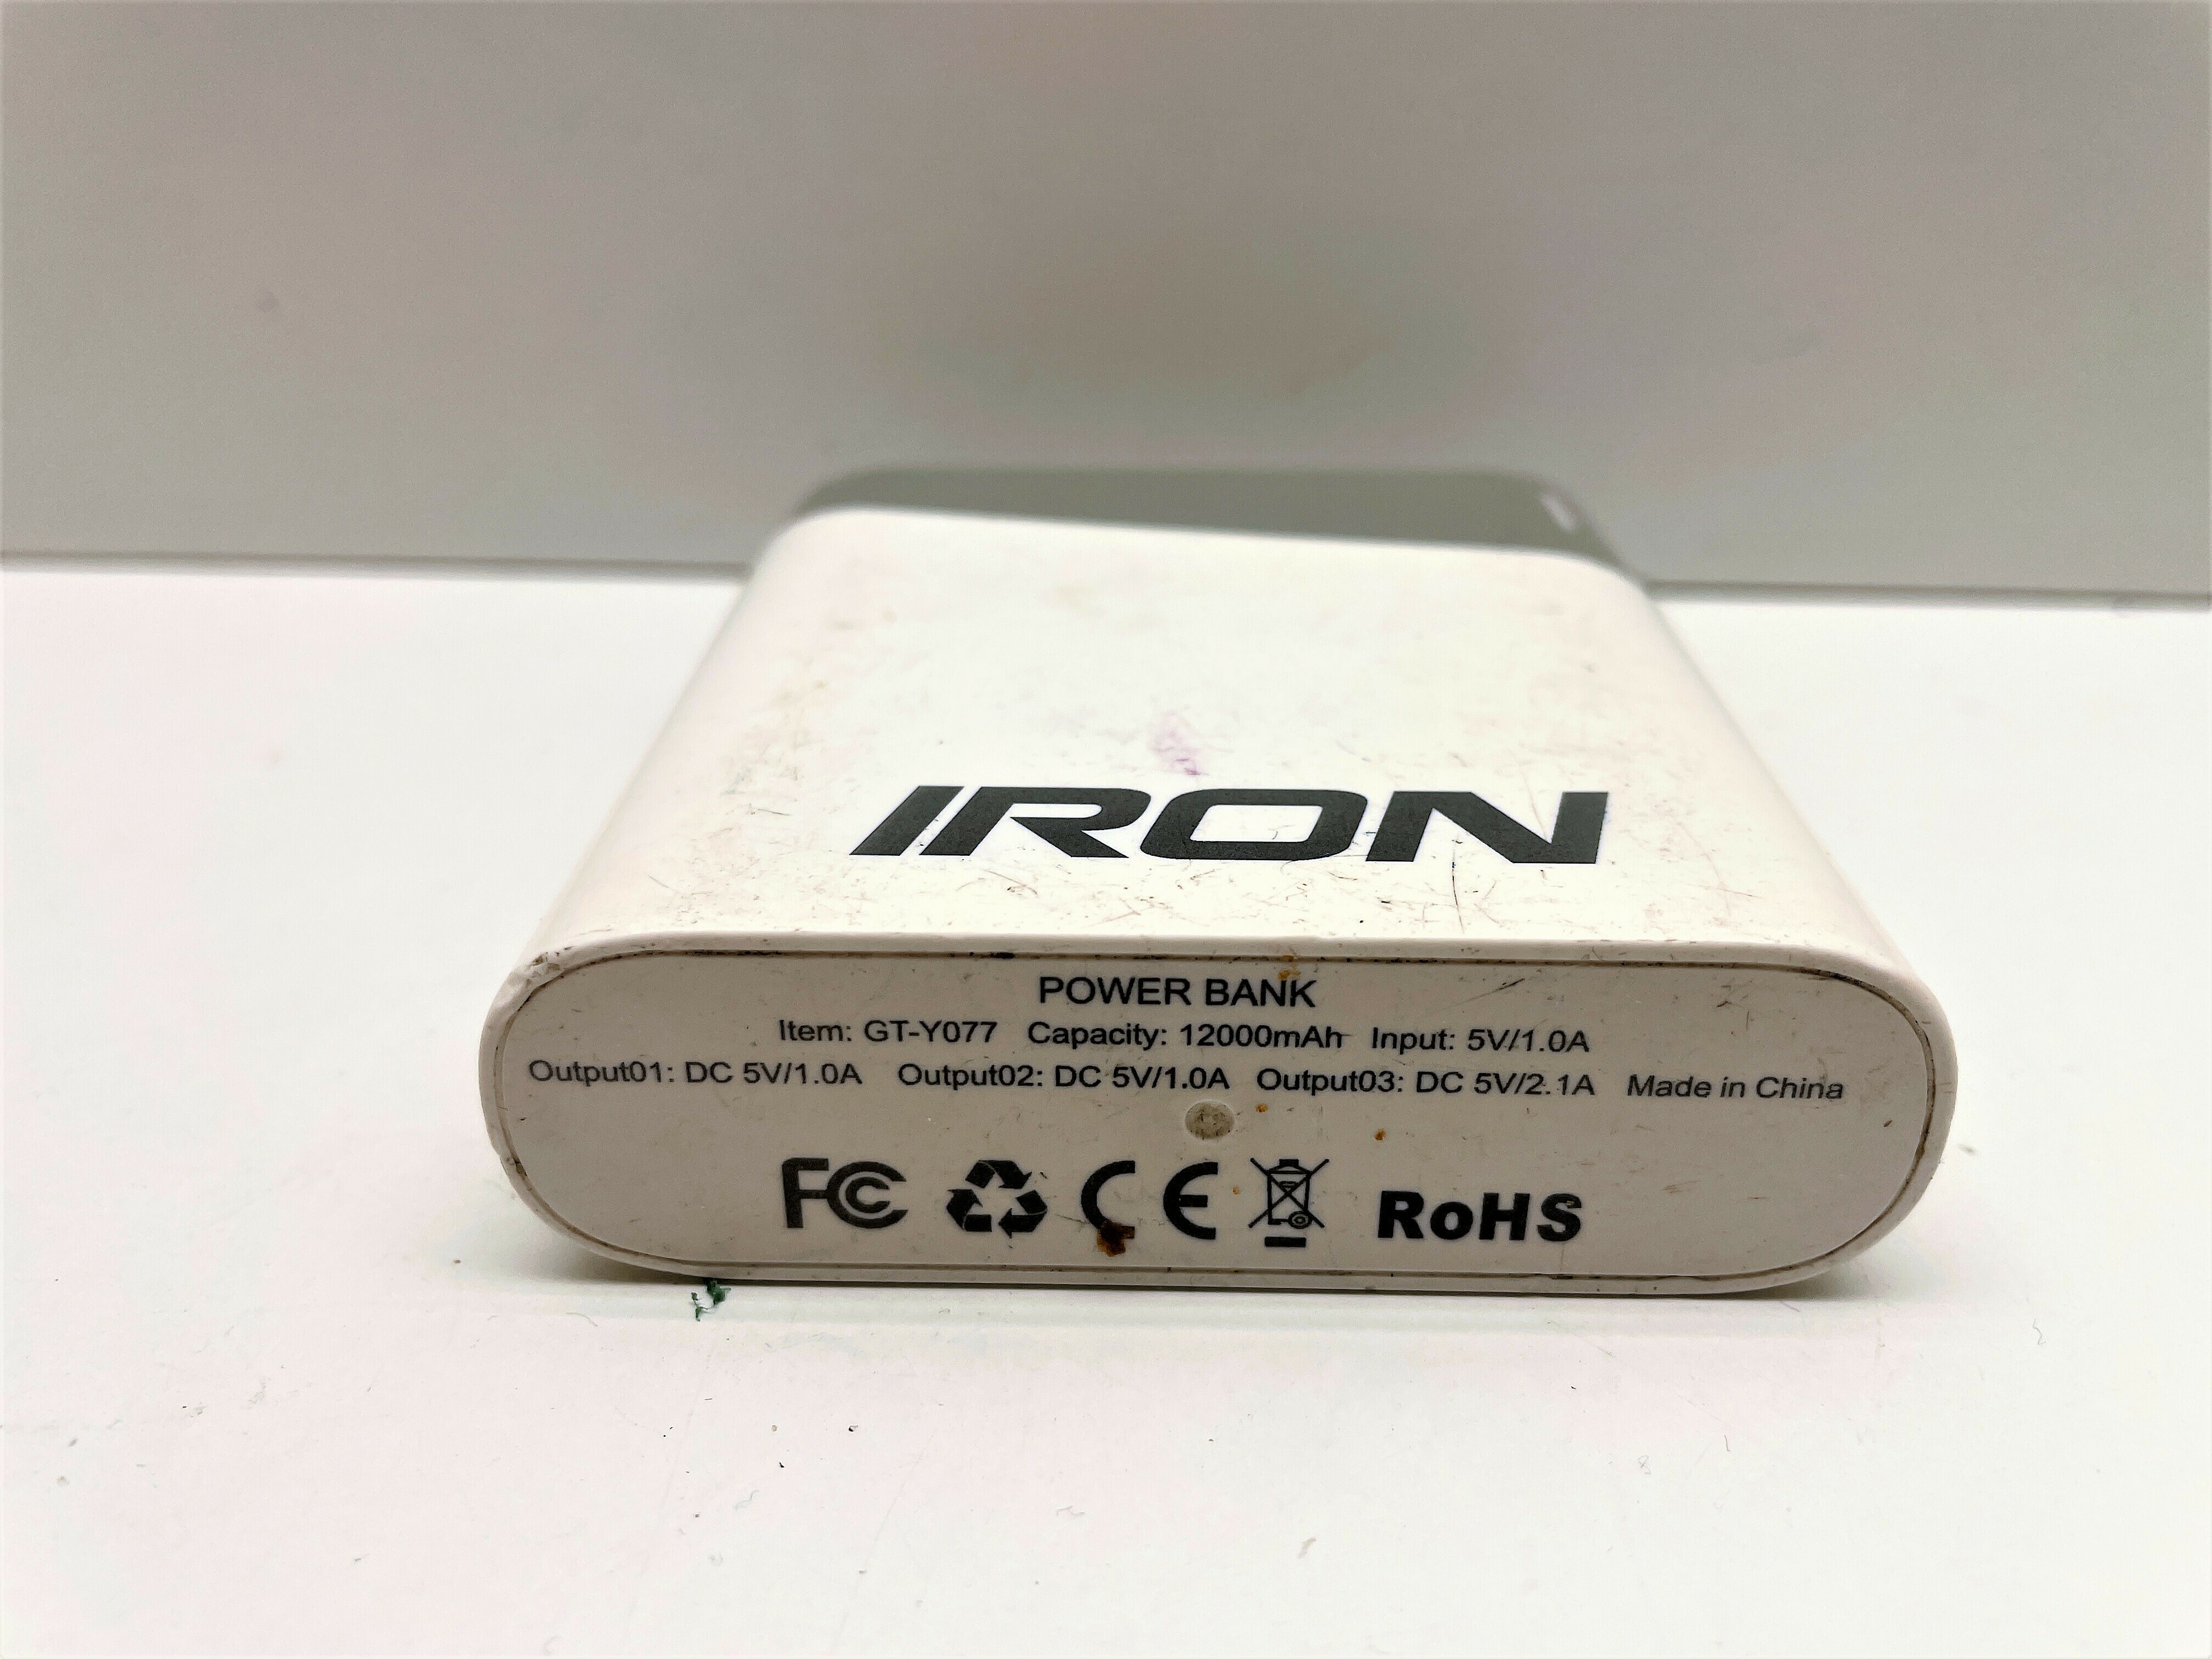 IRON
POWER BANK
Item: GT-Y077 Capacity: 12000mAh Input: 5V/1.0A
Output01: DC 5V/1.0A Output02: DC 5V/1.0A Output03: DC 5V/2.1A Made in China
FC CE RoHS